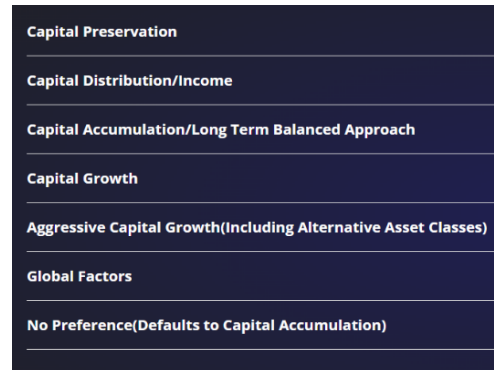 Capital Preservation
Capital Distribution/Income
Capital Accumulation/Long Term Balanced Approach
Capital Growth
Aggressive Capital Growth(Including Alternative Asset Classes)
Global Factors
No Preference(Defaults to Capital Accumulation)